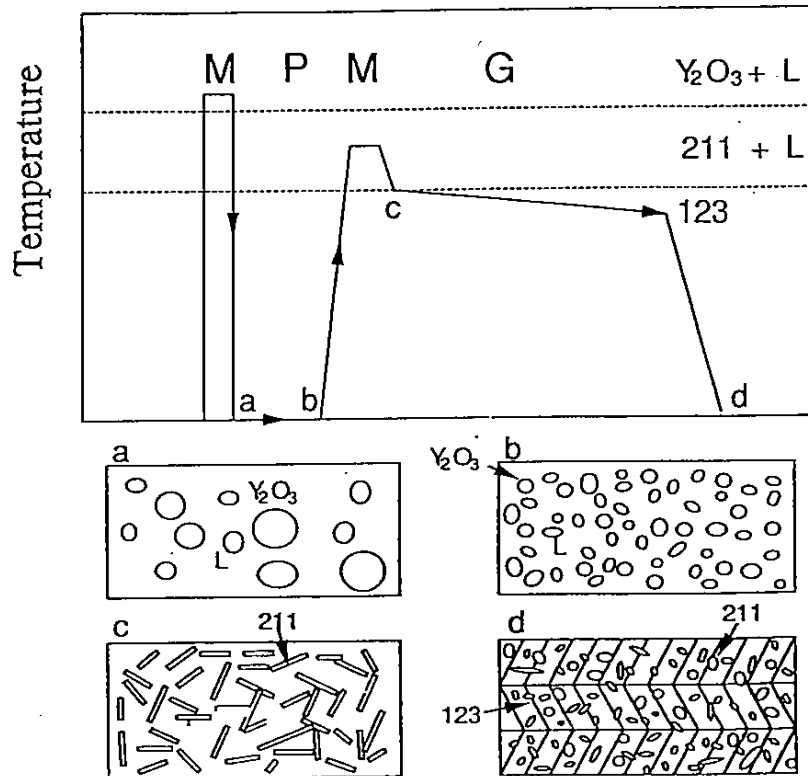 M P M G Y₂O₃ + L
211 + L
Temperature
c
123
a
b
d
a
Y₂O₃
L
b
Y₂O₃
L
c
211
d
211
123